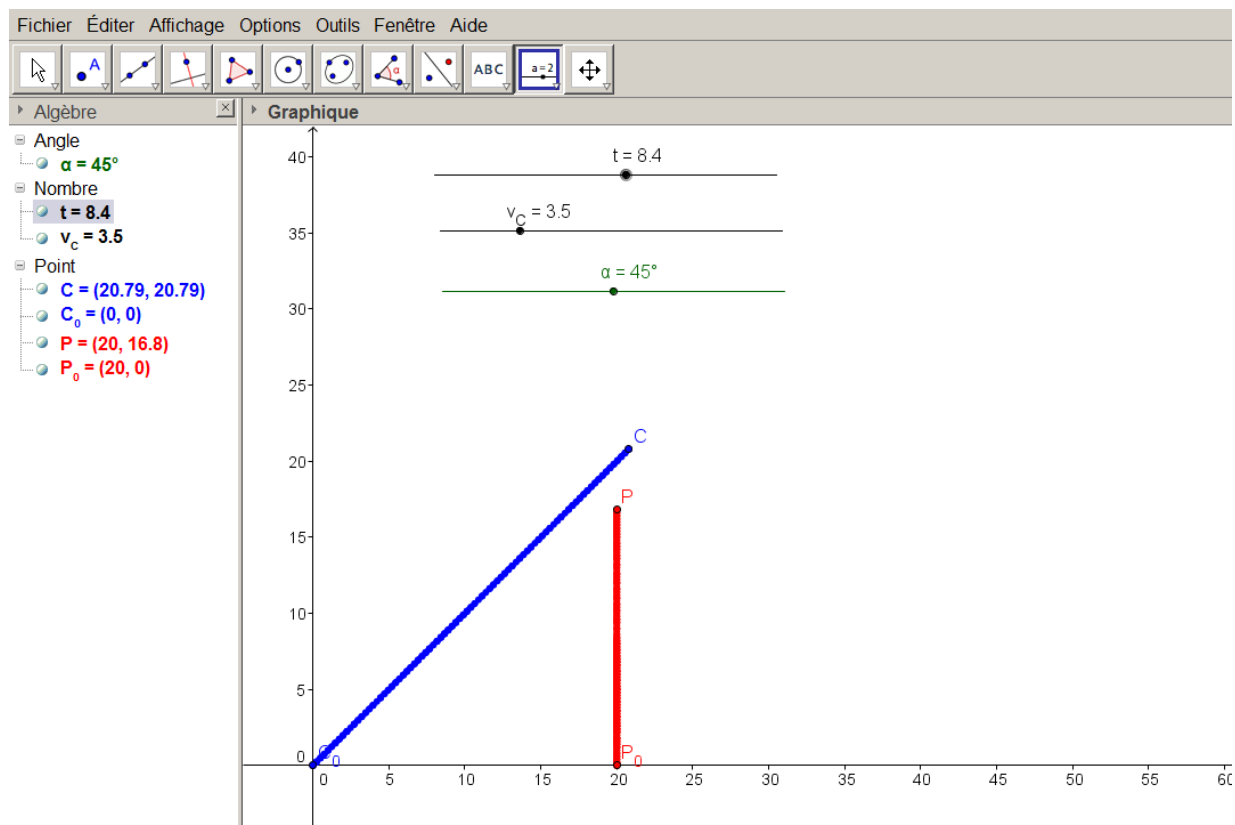 Fichier Éditer Affichage Options Outils Fenêtre Aide
A α ABC a=2
Algèbre
Graphique
Angle
α = 45°
Nombre
t = 8.4
v_C = 3.5
Point
C = (20.79, 20.79)
C_0 = (0, 0)
P = (20, 16.8)
P_0 = (20, 0)
t = 8.4
v_C = 3.5
α = 45°
40
35
30
25
20
15
10
5
0
C
P
C_0
P_0
0 5 10 15 20 25 30 35 40 45 50 55 60